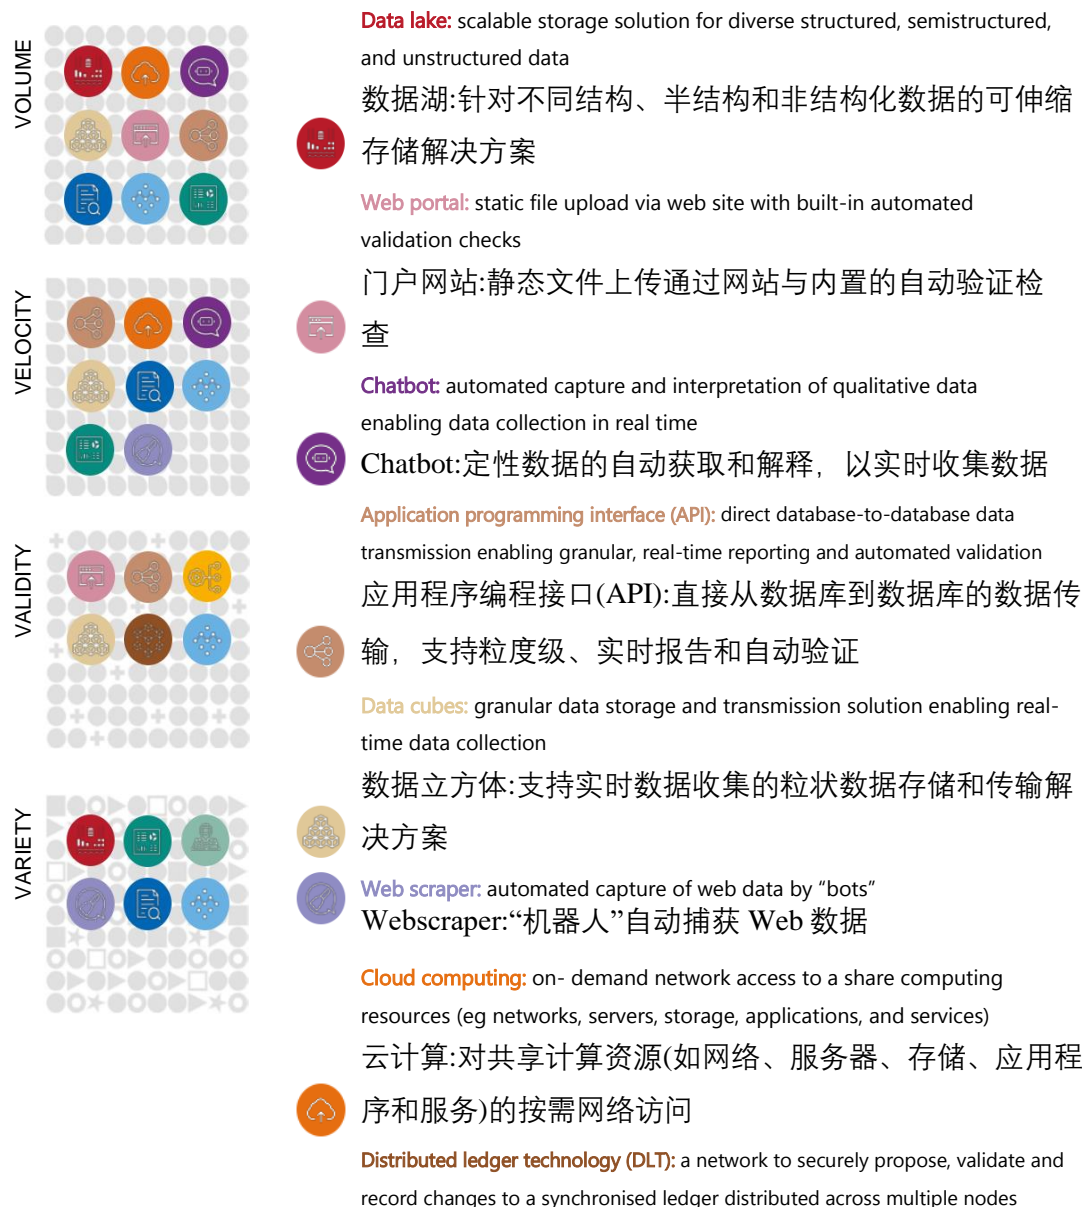 VOLUME
VELOCITY
VALIDITY
VARIETY
Data lake: scalable storage solution for diverse structured, semistructured,
and unstructured data
数据湖:针对不同结构、半结构和非结构化数据的可伸缩
存储解决方案
Web portal: static file upload via web site with built-in automated
validation checks
门户网站:静态文件上传通过网站与内置的自动验证检
查
Chatbot: automated capture and interpretation of qualitative data
enabling data collection in real time
Chatbot:定性数据的自动获取和解释，以实时收集数据
Application programming interface (API): direct database-to-database data
transmission enabling granular, real-time reporting and automated validation
应用程序编程接口(API):直接从数据库到数据库的数据传
输，支持粒度级、实时报告和自动验证
Data cubes: granular data storage and transmission solution enabling real-
time data collection
数据立方体:支持实时数据收集的粒状数据存储和传输解
决方案
Web scraper: automated capture of web data by “bots”
Webscraper:“机器人”自动捕获 Web 数据
Cloud computing: on- demand network access to a share computing
resources (eg networks, servers, storage, applications, and services)
云计算:对共享计算资源(如网络、服务器、存储、应用程
序和服务)的按需网络访问
Distributed ledger technology (DLT): a network to securely propose, validate and
record changes to a synchronised ledger distributed across multiple nodes